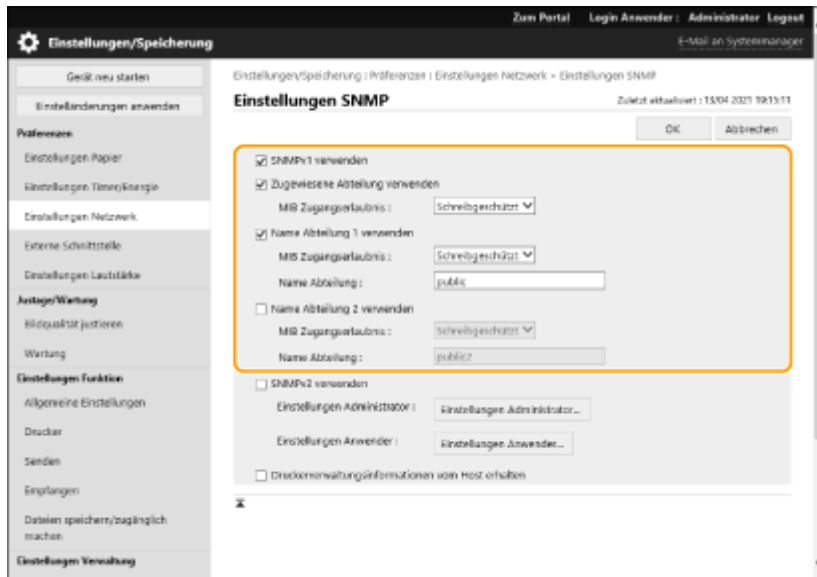 Zum Portal Login Anwender : Administrator Logout
Einstellungen/Speicherung E-Mail an Systemmanager
Gerät neu starten
Einstelländerungen anwenden
Präferenzen
Einstellungen Papier
Einstellungen Timer/Energie
Einstellungen Netzwerk
Externe Schnittstelle
Einstellungen Lautstärke
Justage/Wartung
Bildqualität justieren
Wartung
Einstellungen Funktion
Allgemeine Einstellungen
Drucker
Senden
Empfangen
Dateien speichern/zugänglich
machen
Einstellungen Verwaltung
Einstellungen/Speicherung : Präferenzen : Einstellungen Netzwerk > Einstellungen SNMP
Einstellungen SNMP Zuletzt aktualisiert : 13/04 2021 19:15:11
OK Abbrechen
SNMPv1 verwenden
Zugewiesene Abteilung verwenden
MIB Zugangserlaubnis : Schreibgeschützt
Name Abteilung 1 verwenden
MIB Zugangserlaubnis : Schreibgeschützt
Name Abteilung : public
Name Abteilung 2 verwenden
MIB Zugangserlaubnis : Schreibgeschützt
Name Abteilung : public2
SNMPv3 verwenden
Einstellungen Administrator : Einstellungen Administrator...
Einstellungen Anwender : Einstellungen Anwender...
Druckerverwaltungsinformationen vom Host erhalten